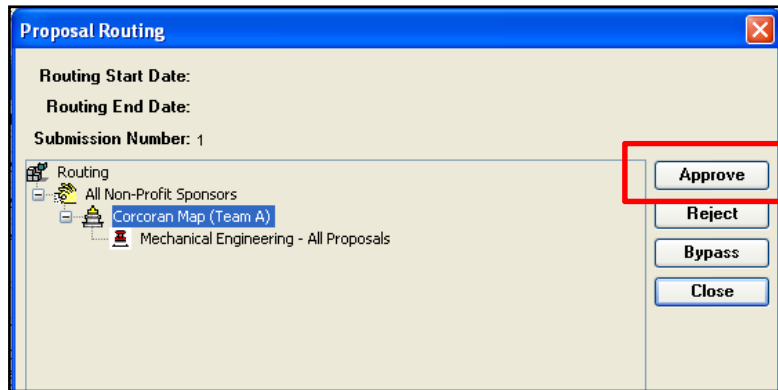 Proposal Routing
Routing Start Date:
Routing End Date:
Submission Number: 1
Routing
All Non-Profit Sponsors
Corcoran Map (Team A)
Mechanical Engineering - All Proposals
Approve
Reject
Bypass
Close